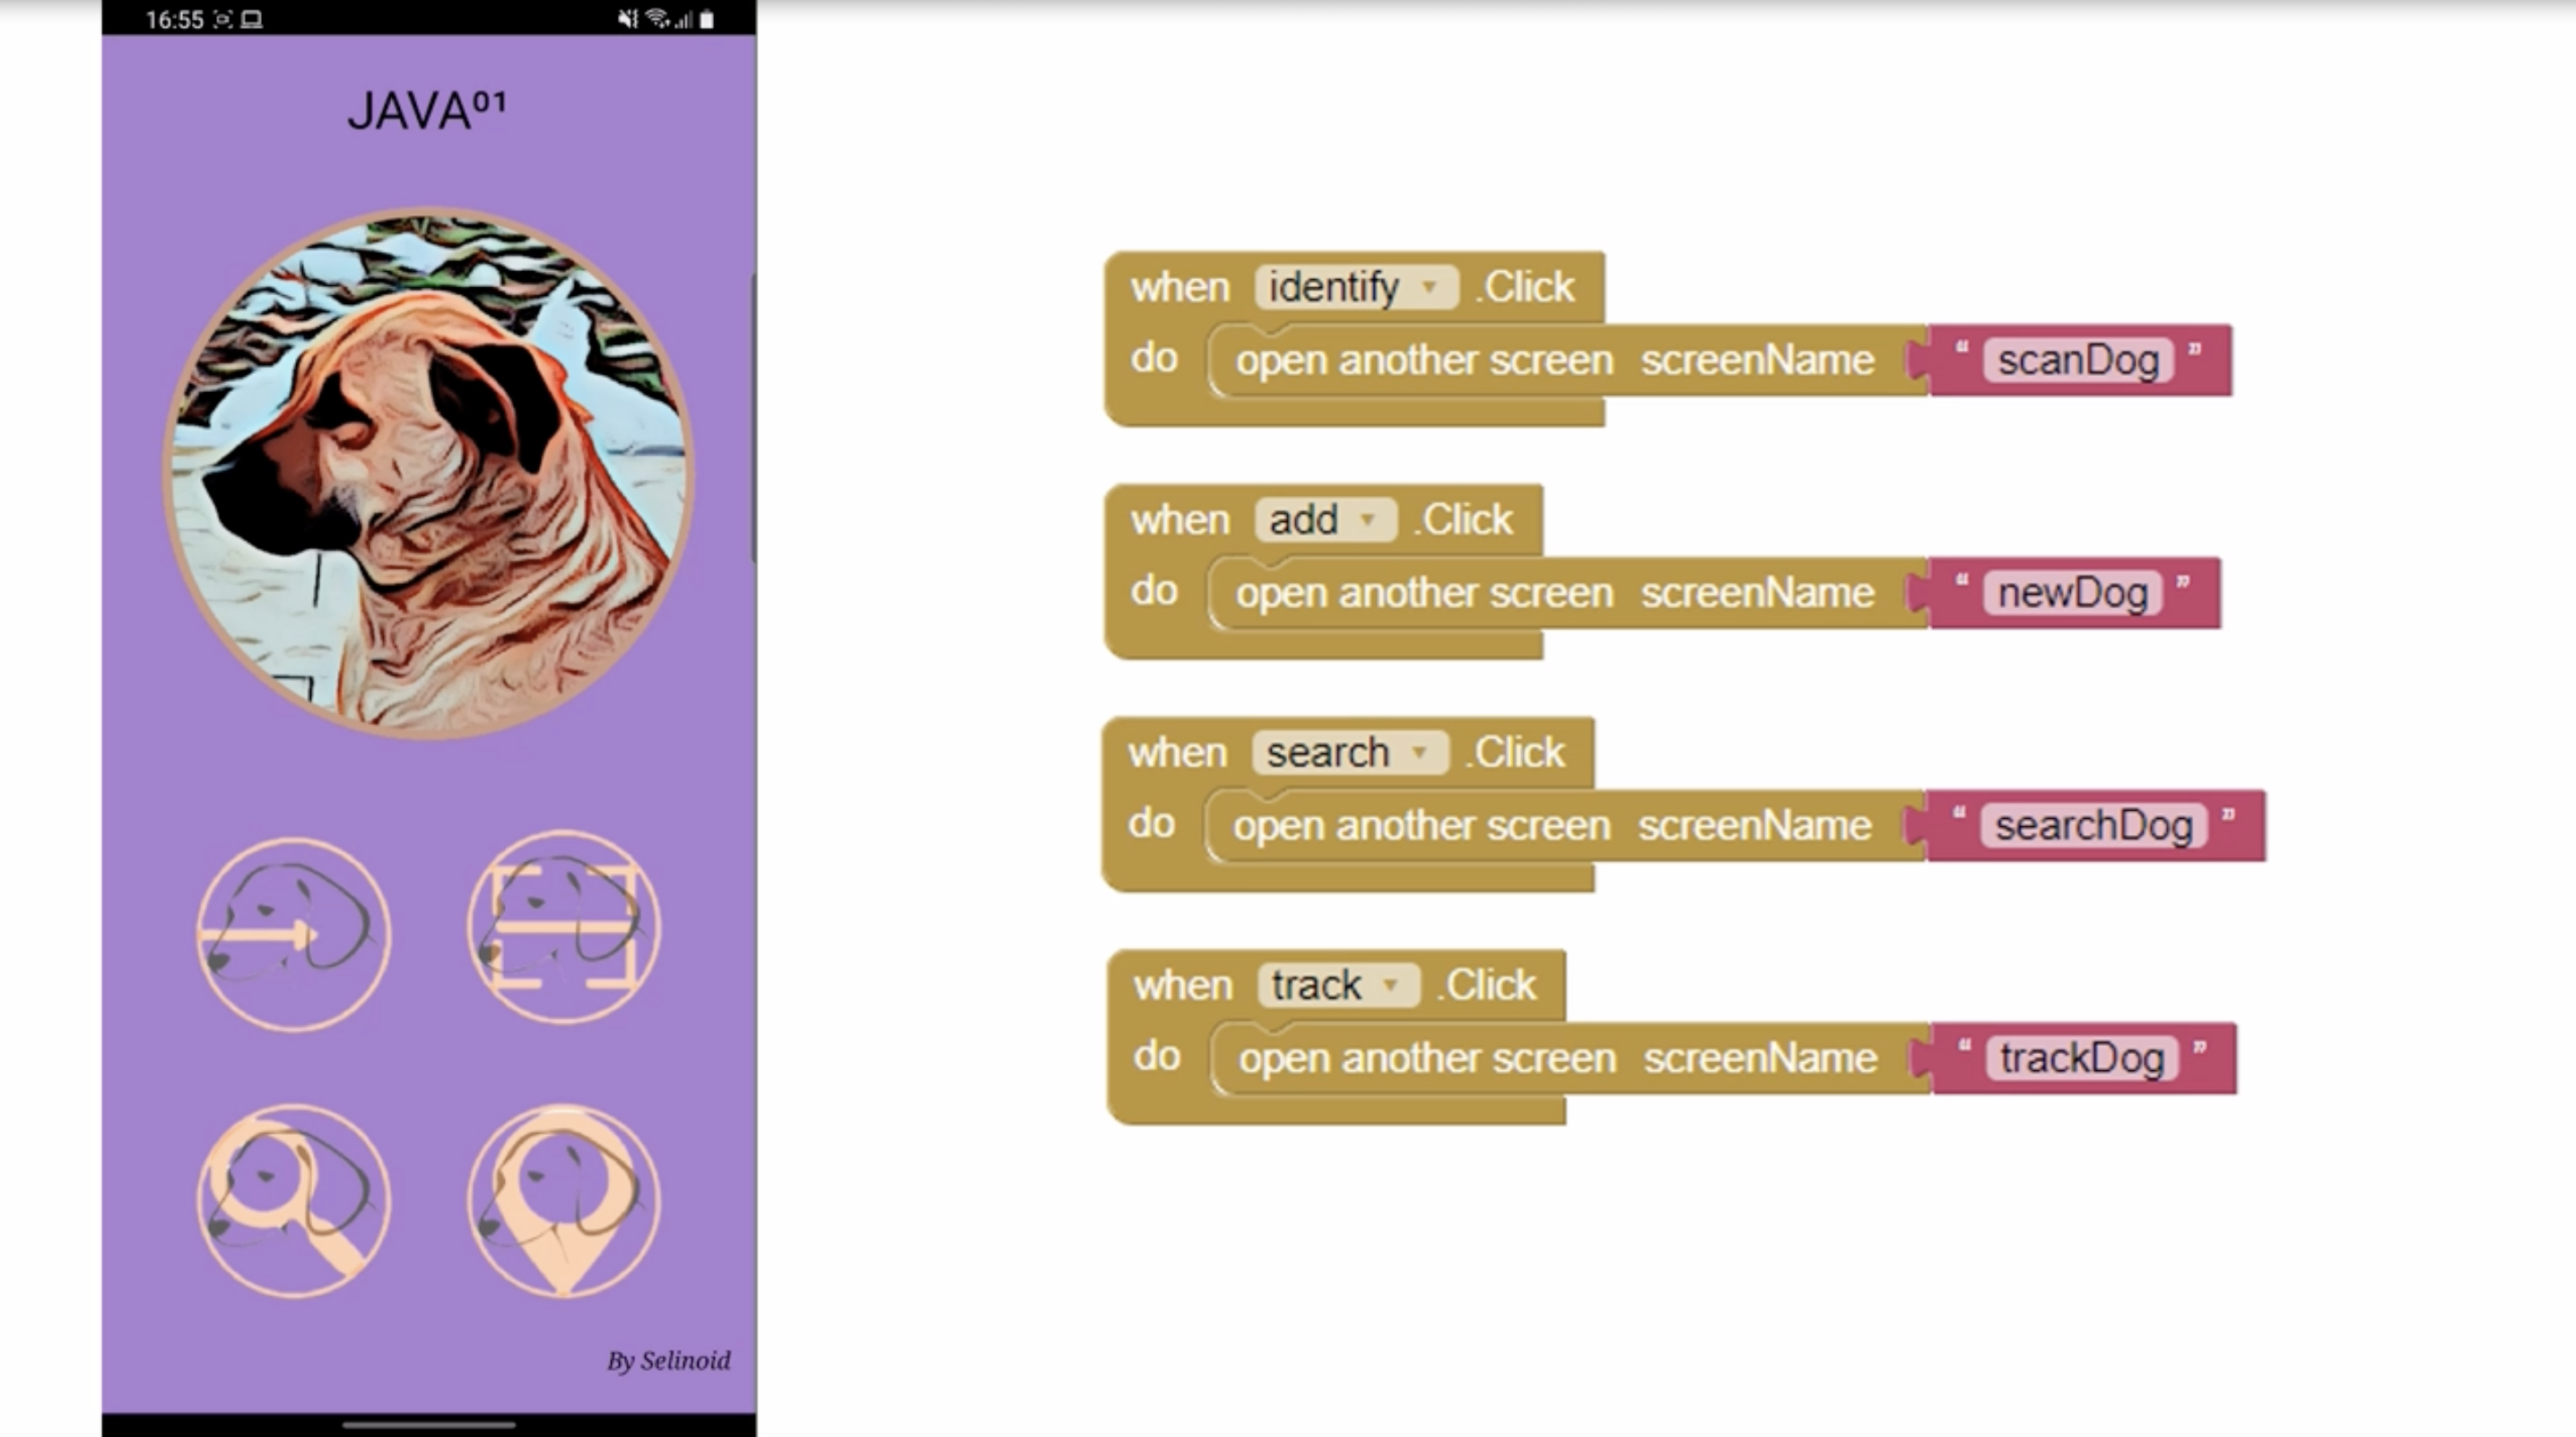 16:55
JAVA⁰¹
By Selinoid
when identify .Click
do open another screen screenName " scanDog "
when add .Click
do open another screen screenName " newDog "
when search .Click
do open another screen screenName " searchDog "
when track .Click
do open another screen screenName " trackDog "